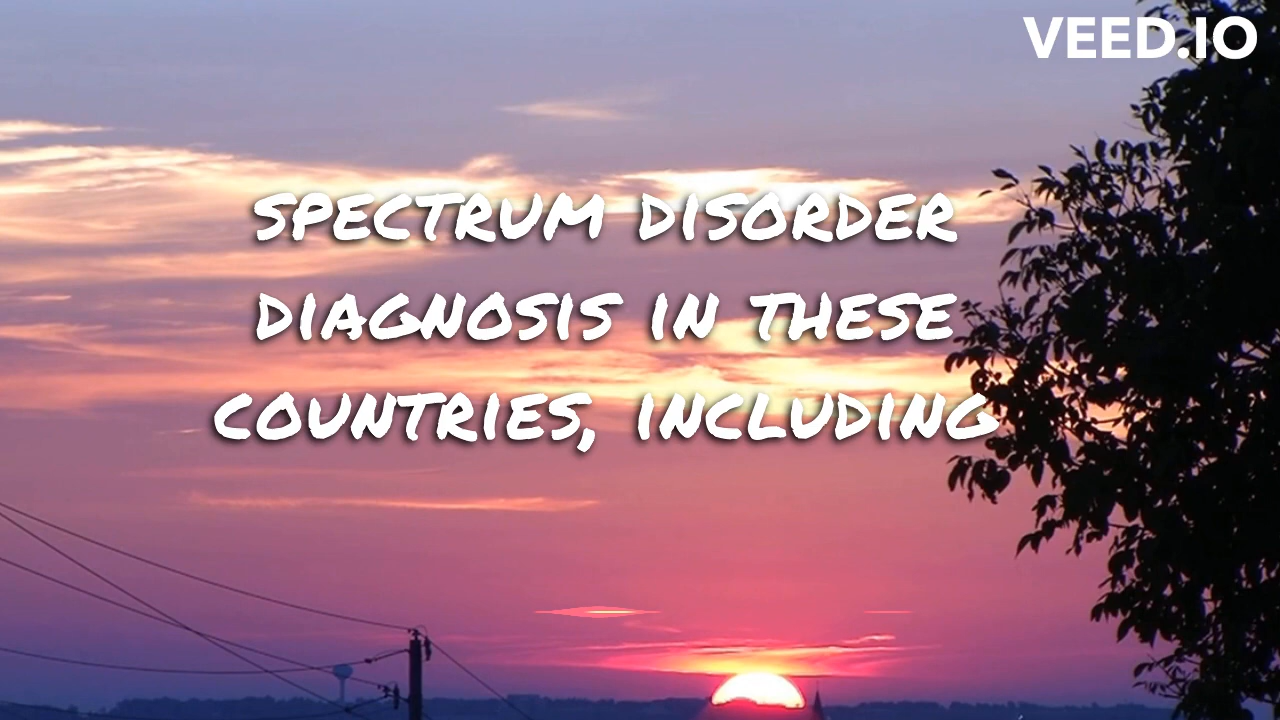 VEED.IO
SPECTRUM DISORDER
DIAGNOSIS IN THESE
COUNTRIES, INCLUDING